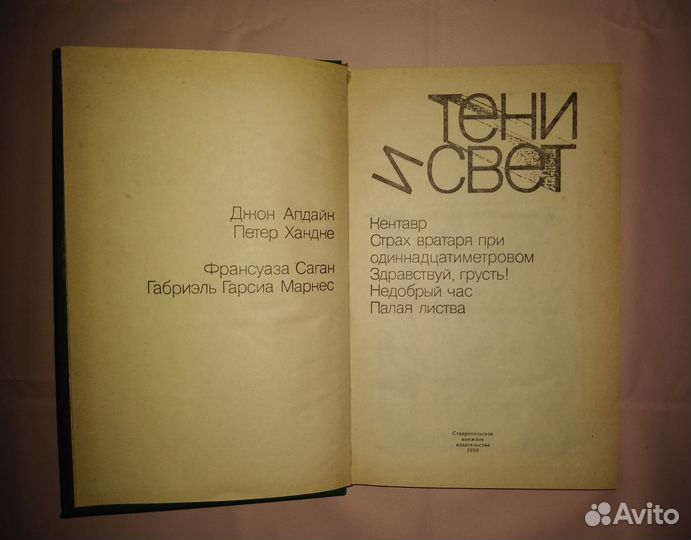 Джон Апдайк
Петер Хандке
Франсуаза Саган
Габриэль Гарсиа Маркес
тени
и свет
Кентавр
Страх вратаря при
одиннадцатиметровом
Здравствуй, грусть!
Недобрый час
Палая листва
Ставропольское
книжное
издательство
1990
Avito